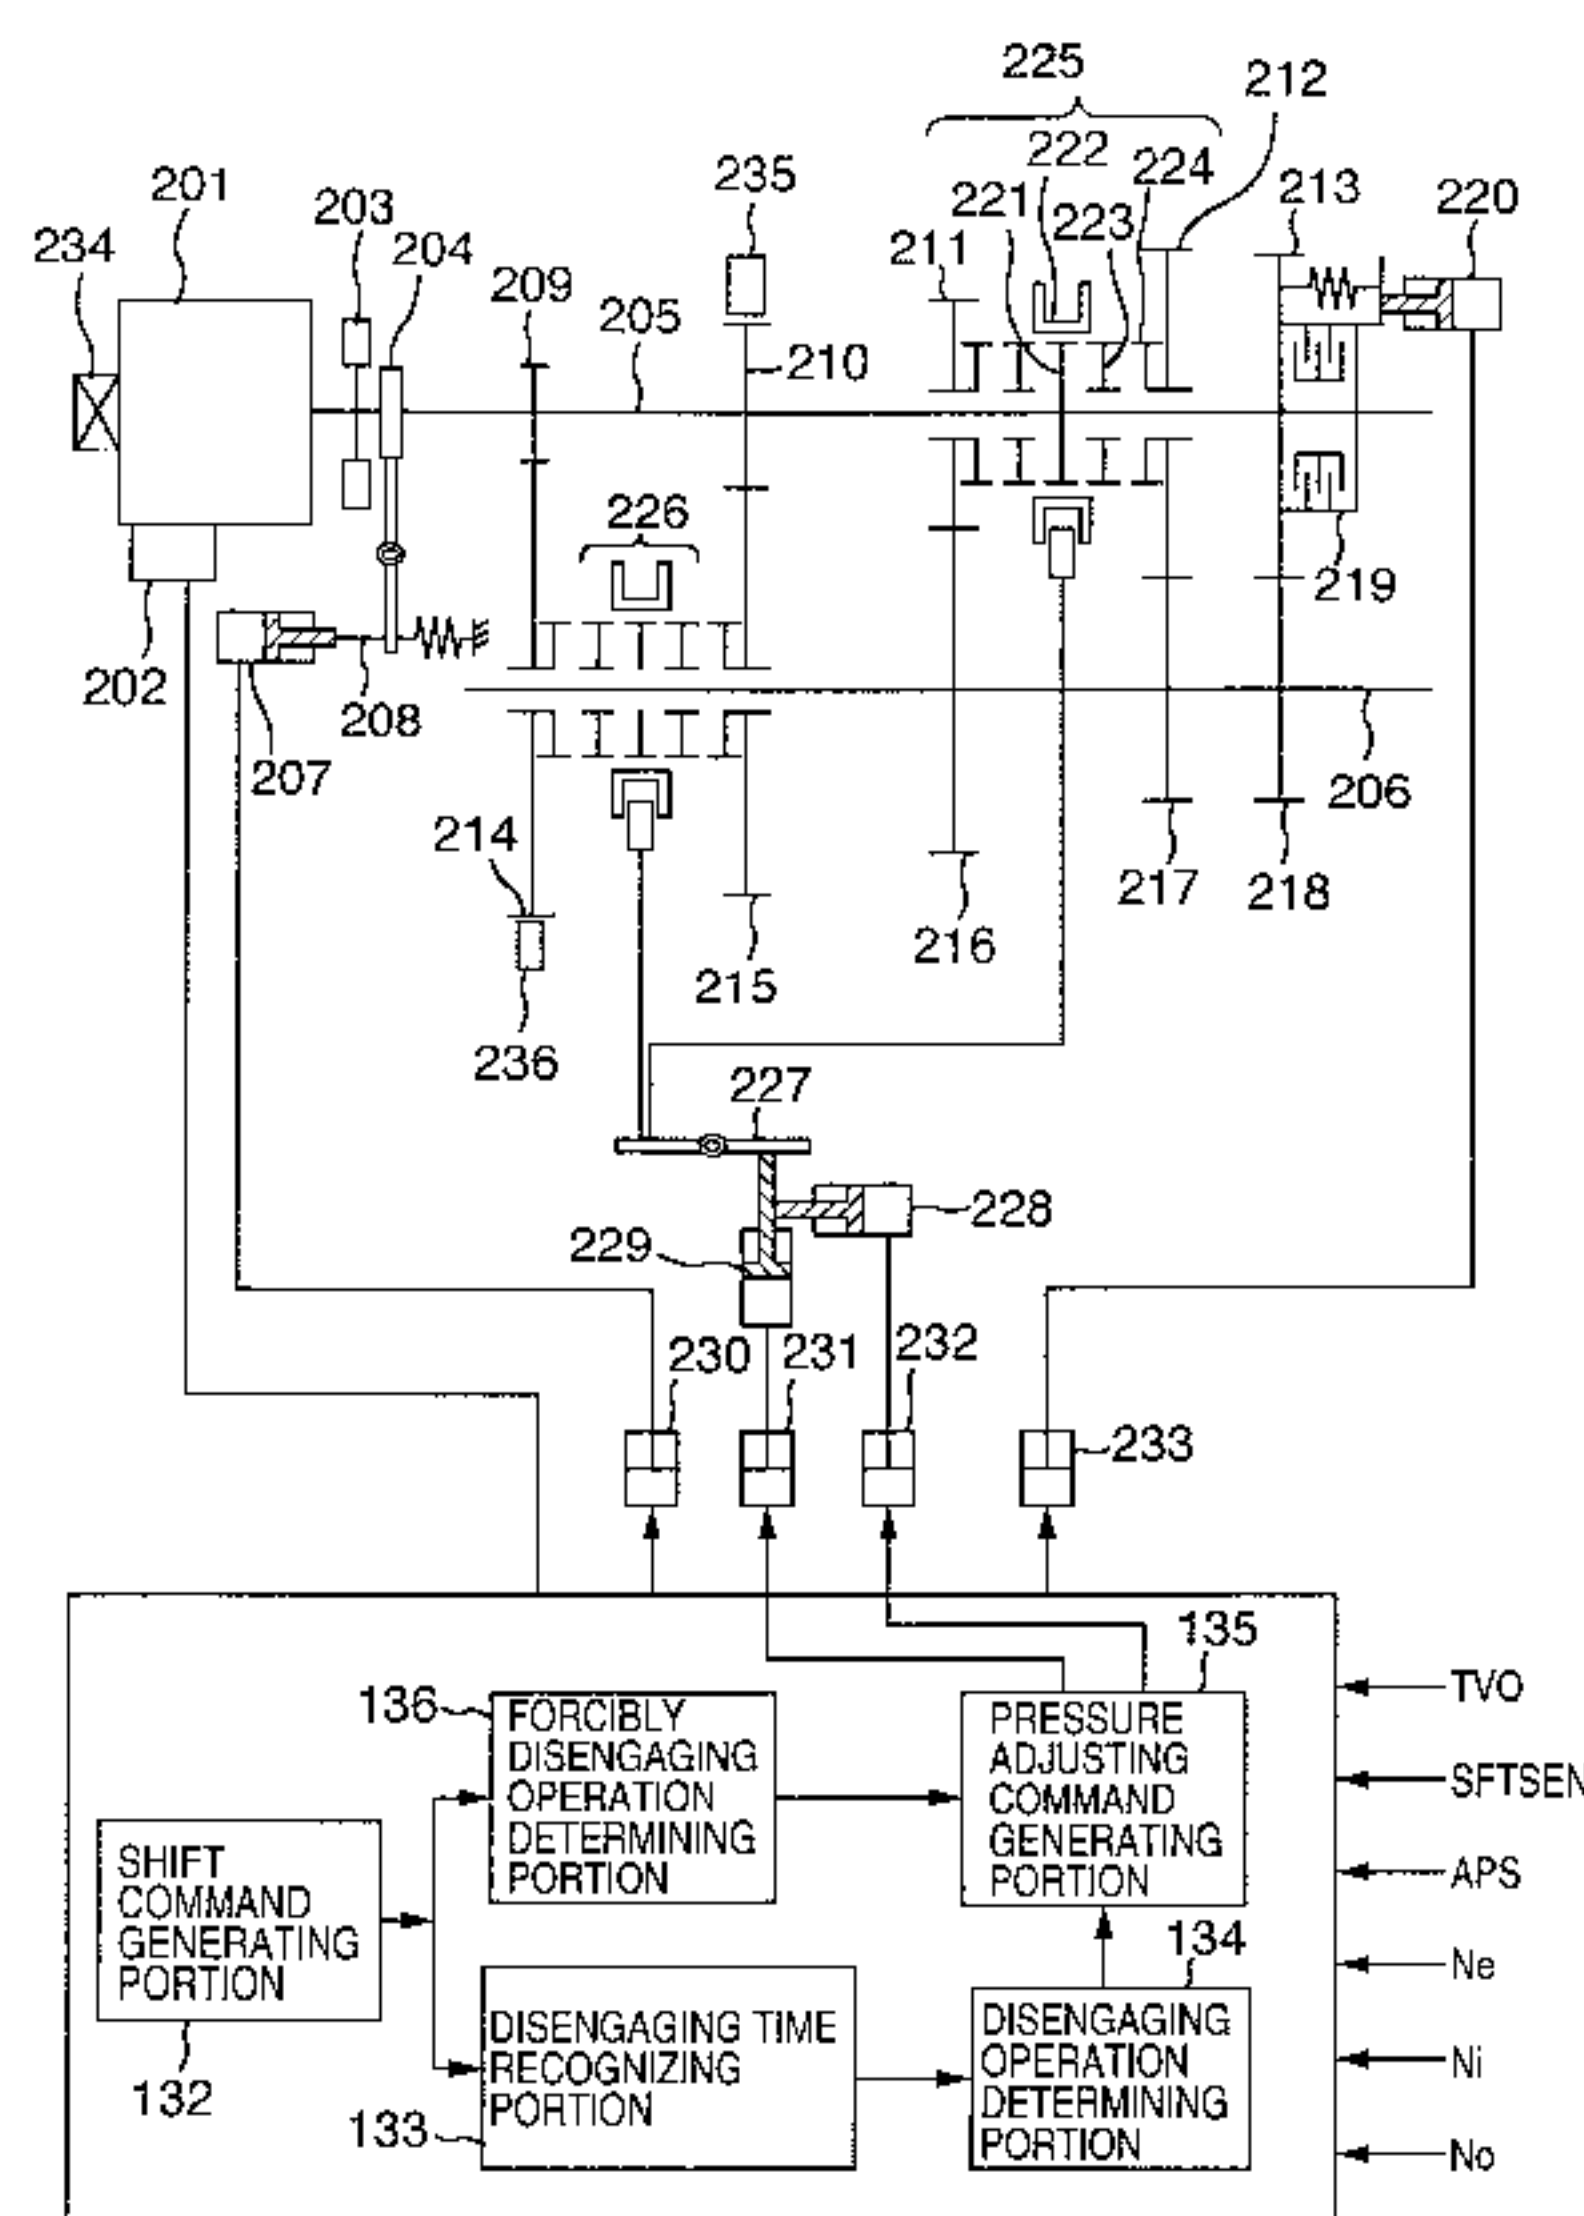 225
212
222
224
235
201
213
220
221
203
223
234
204
211
209
205
210
226
219
202
208
207
206
214
217
218
216
215
236
227
228
229
230
231
232
233
135
136
FORCIBLY
DISENGAGING
OPERATION
DETERMINING
PORTION
PRESSURE
ADJUSTING
COMMAND
GENERATING
PORTION
TVO
SFTSEN
APS
Ne
Ni
No
SHIFT
COMMAND
GENERATING
PORTION
132
134
DISENGAGING TIME
RECOGNIZING
PORTION
133
DISENGAGING
OPERATION
DETERMINING
PORTION